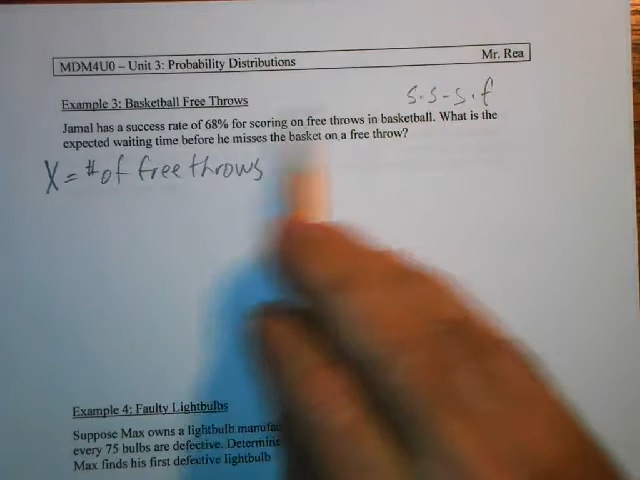 MDM4U0 – Unit 3: Probability Distributions Mr. Rea
Example 3: Basketball Free Throws
s-s-s-f
Jamal has a success rate of 68% for scoring on free throws in basketball. What is the
expected waiting time before he misses the basket on a free throw?
X = # of free throws
Example 4: Faulty Lightbulbs
Suppose Max owns a lightbulb
every 75 bulbs are defective.
Max finds his first defective lightbulb